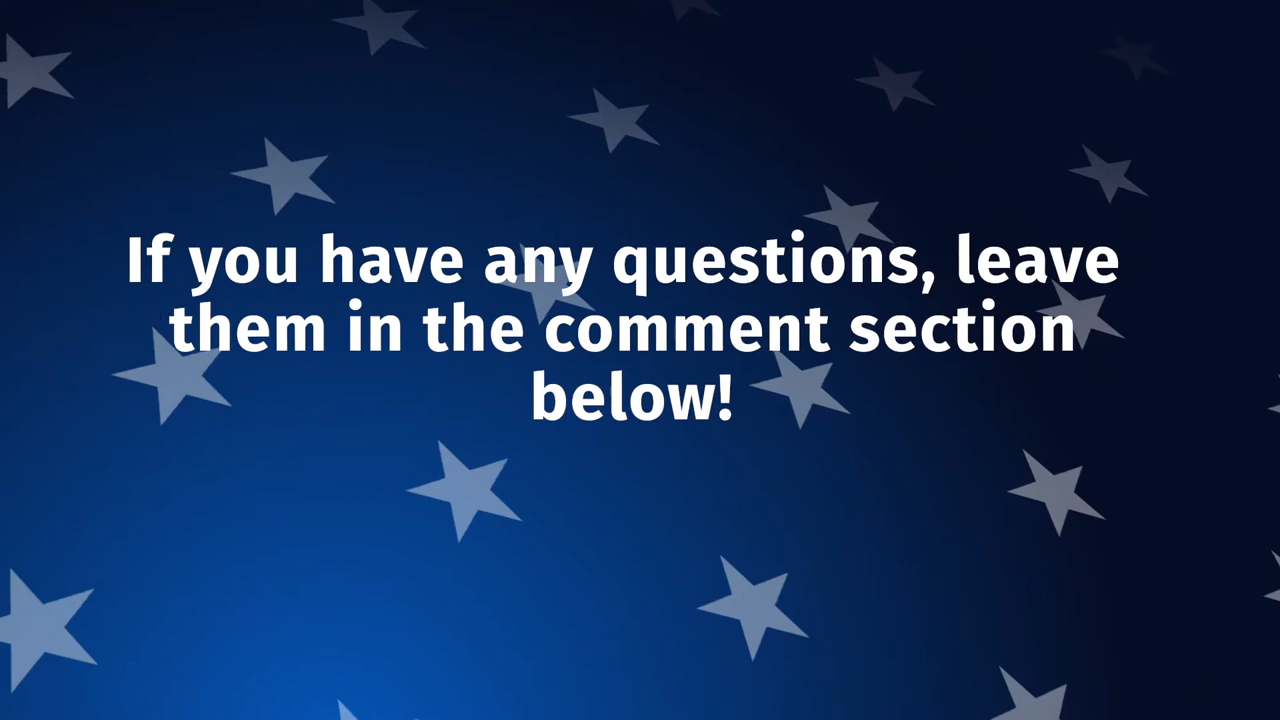 If you have any questions, leave
them in the comment section
below!